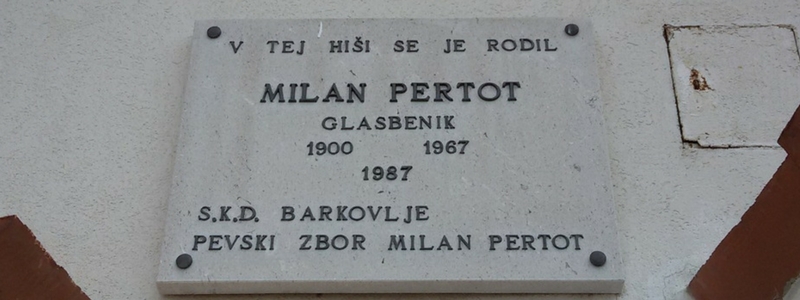 V TEJ HIŠI SE JE RODIL
MILAN PERTOT
GLASBENIK
1900 1967
1987
S.K.D. BARKOVLJE
PEVSKI ZBOR MILAN PERTOT